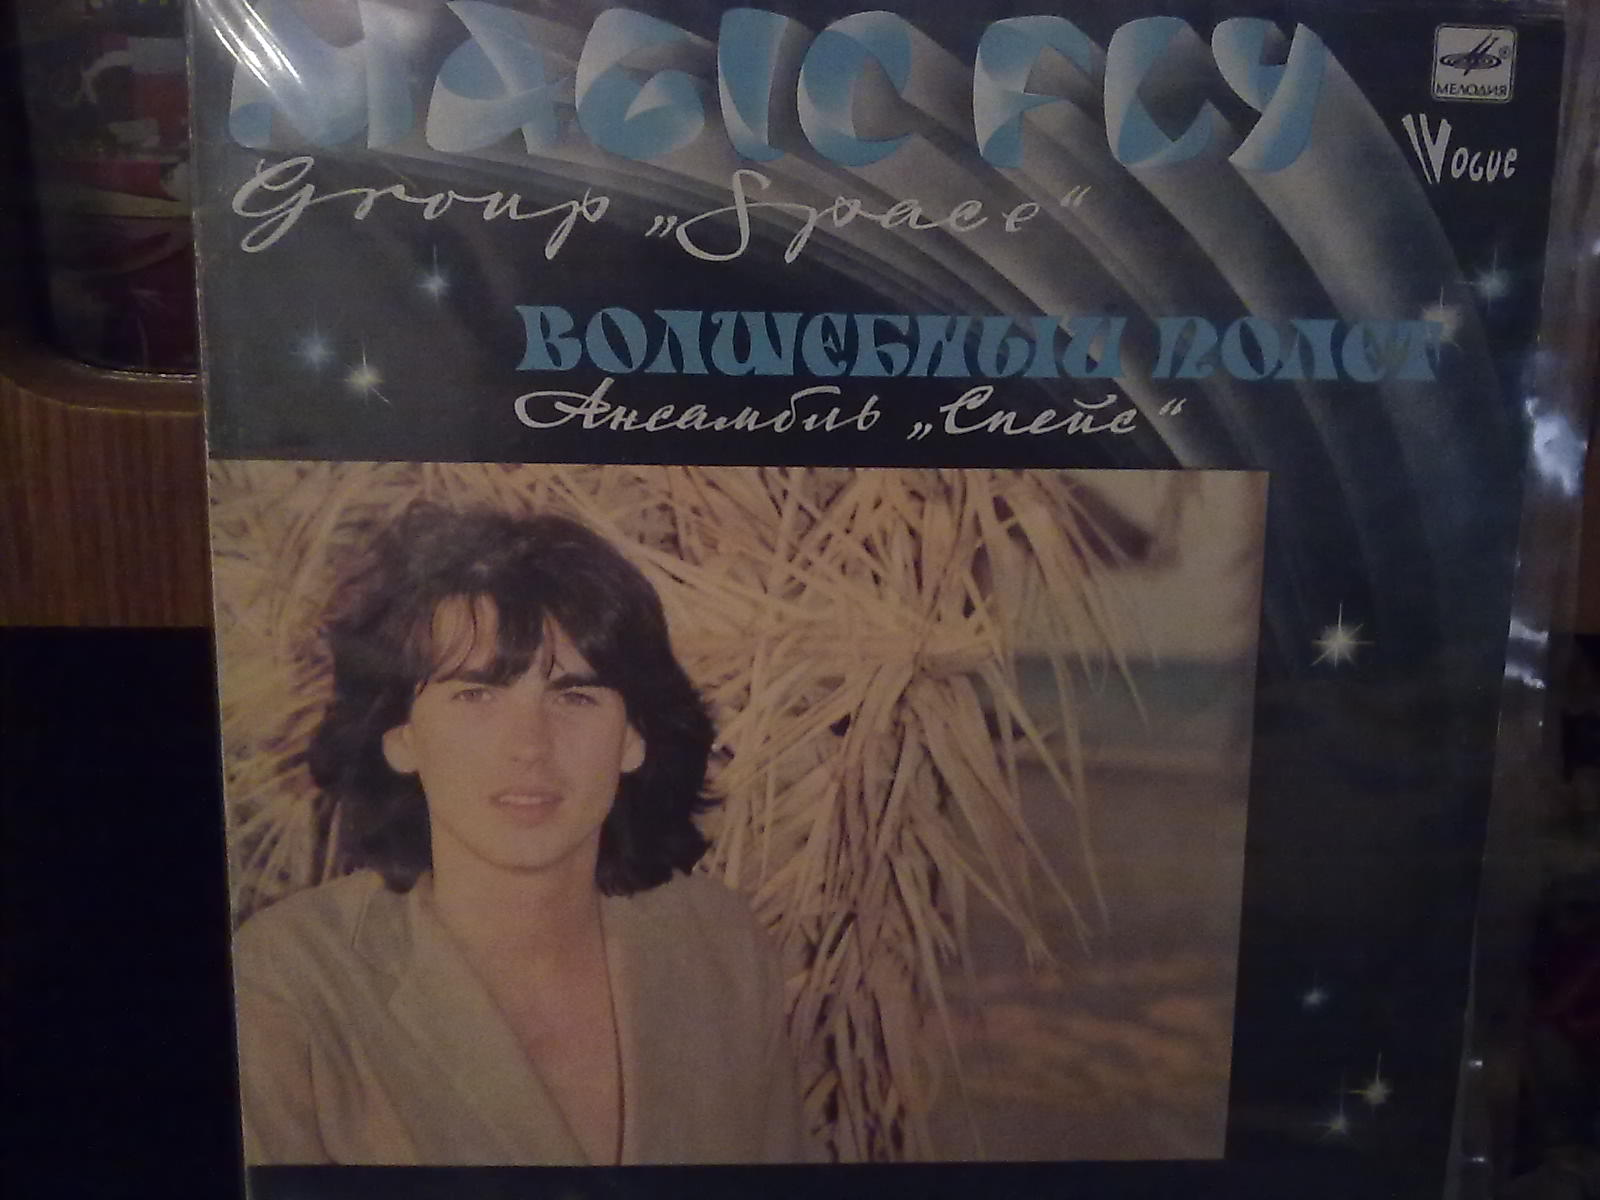 MAGIC FLY
МЕЛОДИЯ
VOGUE
Group „Space“
ВОЛШЕБНЫЙ ПОЛЕТ
Ансамбль „Спейс“